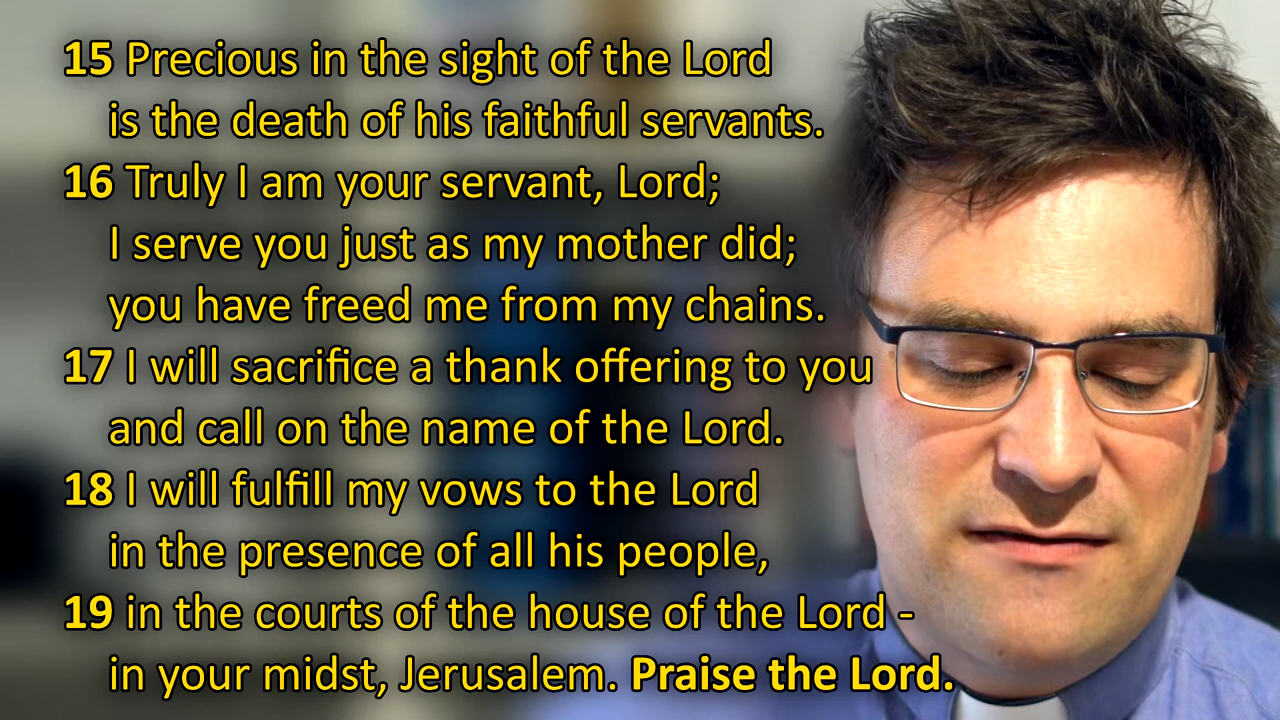 15 Precious in the sight of the Lord
is the death of his faithful servants.
16 Truly I am your servant, Lord;
I serve you just as my mother did;
you have freed me from my chains.
17 I will sacrifice a thank offering to you
and call on the name of the Lord.
18 I will fulfill my vows to the Lord
in the presence of all his people,
19 in the courts of the house of the Lord -
in your midst, Jerusalem. Praise the Lord.